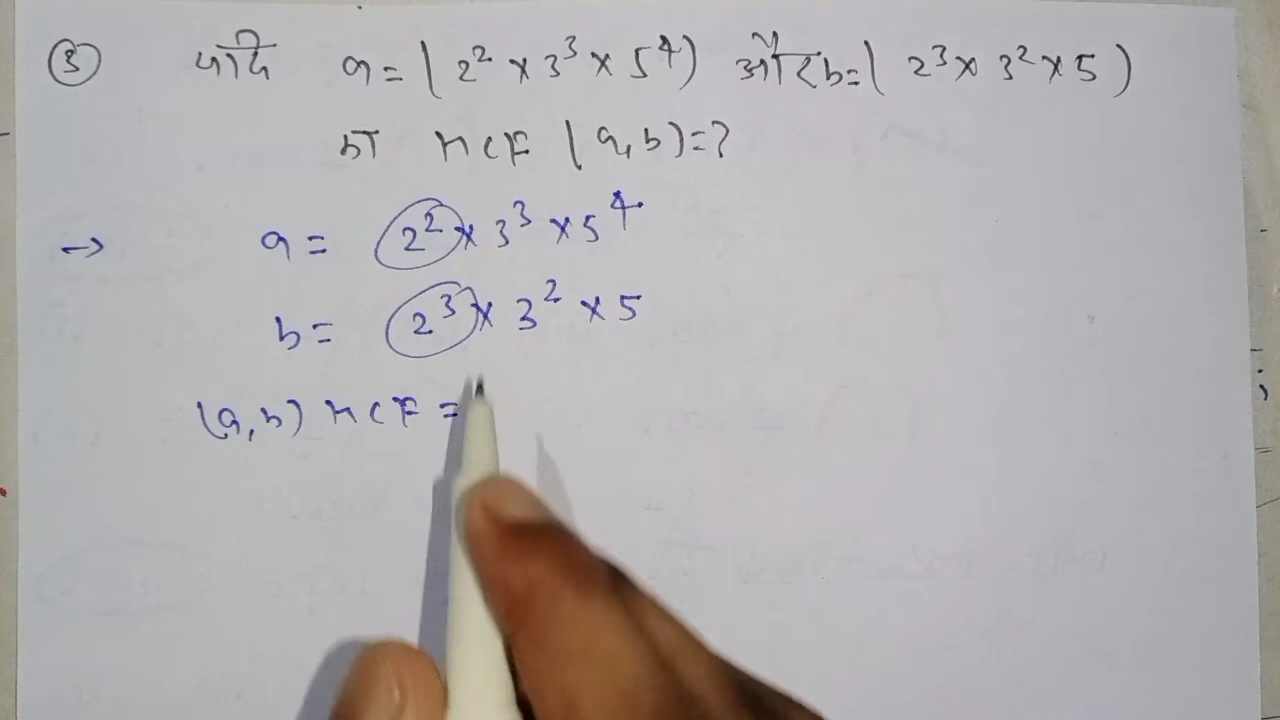 ③ यदि a = (2² × 3³ × 5⁴) और b = (2³ × 3² × 5)
का HCF (a, b) = ?
→ a = 2² × 3³ × 5⁴
b = 2³ × 3² × 5
(a, b) HCF =